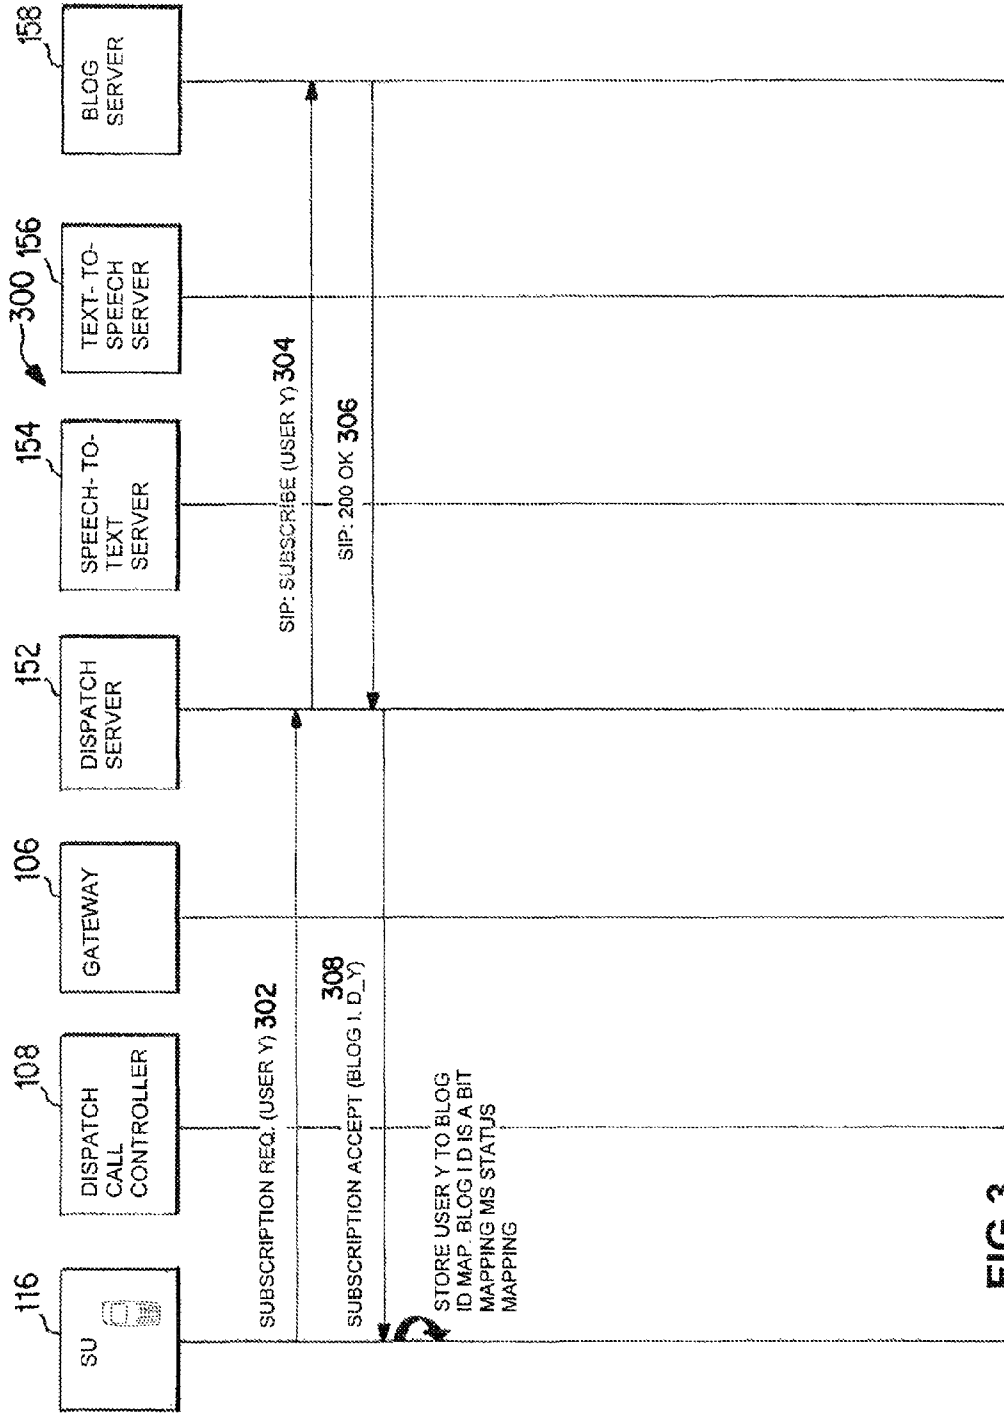 300
116
SU
108
DISPATCH
CALL
CONTROLLER
106
GATEWAY
152
DISPATCH
SERVER
154
SPEECH-TO-
TEXT
SERVER
156
TEXT-TO-
SPEECH
SERVER
158
BLOG
SERVER
SUBSCRIPTION REQ. (USER Y) 302
SIP: SUBSCRIBE (USER Y) 304
SIP: 200 OK 306
308
SUBSCRIPTION ACCEPT (BLOG I. D_Y)
STORE USER Y TO BLOG
ID MAP. BLOG I D IS A BIT
MAPPING MS STATUS
MAPPING
FIG.3